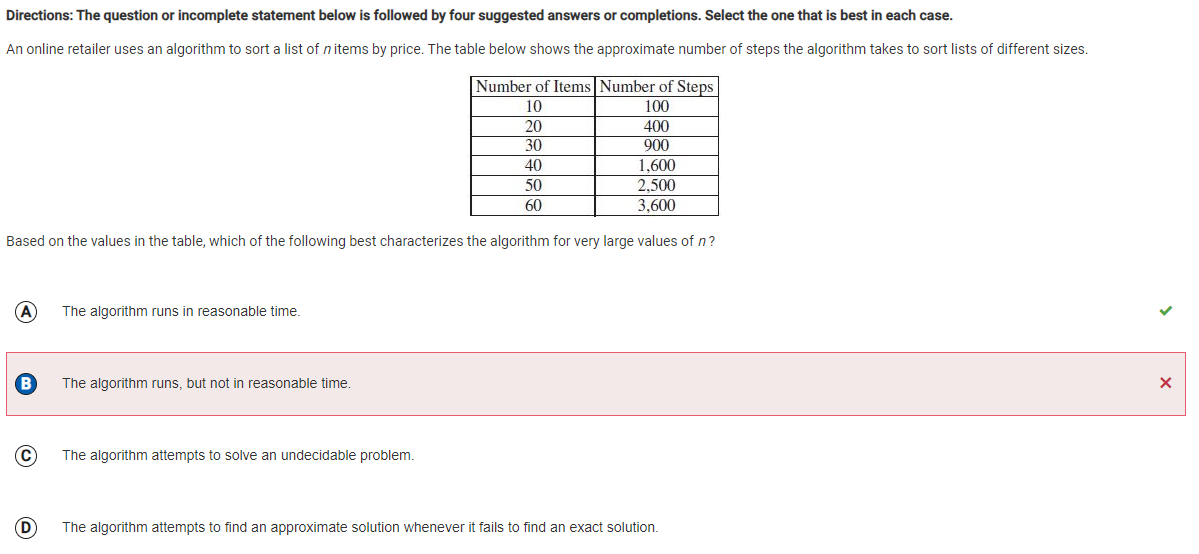 Directions: The question or incomplete statement below is followed by four suggested answers or completions. Select the one that is best in each case.
An online retailer uses an algorithm to sort a list of n items by price. The table below shows the approximate number of steps the algorithm takes to sort lists of different sizes.
Number of Items Number of Steps
10 100
20 400
30 900
40 1,600
50 2,500
60 3,600
Based on the values in the table, which of the following best characterizes the algorithm for very large values of n ?
A The algorithm runs in reasonable time.
B The algorithm runs, but not in reasonable time.
C The algorithm attempts to solve an undecidable problem.
D The algorithm attempts to find an approximate solution whenever it fails to find an exact solution.